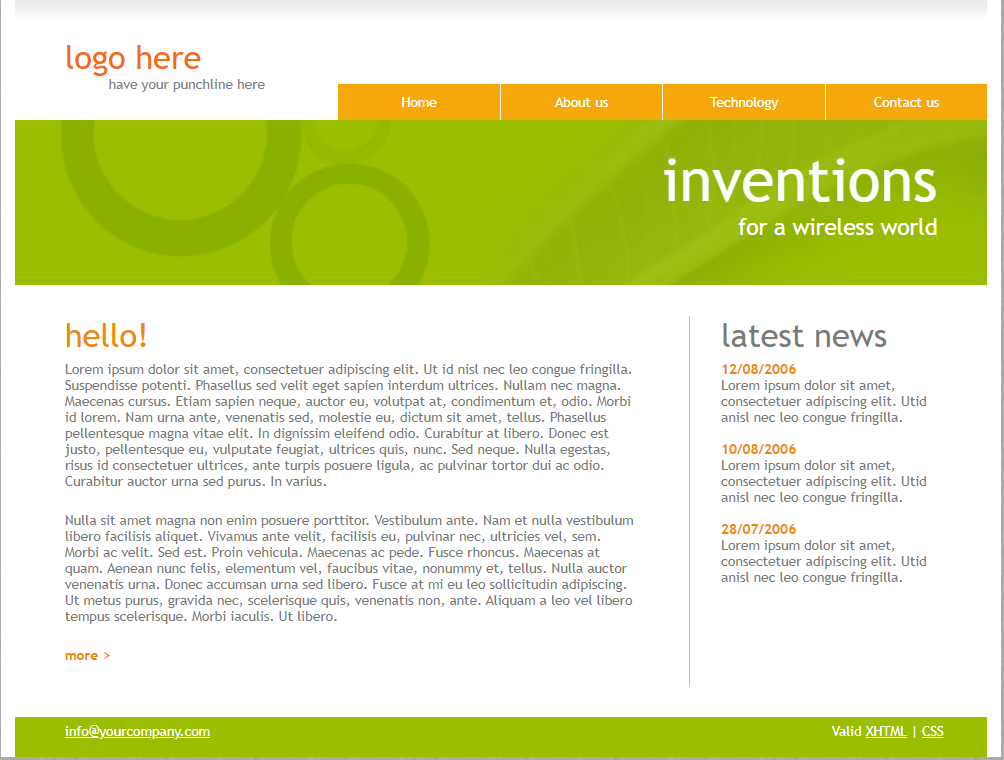 logo here
have your punchline here
Home
About us
Technology
Contact us
inventions
for a wireless world
hello!
Lorem ipsum dolor sit amet, consectetuer adipiscing elit. Ut id nisl nec leo congue fringilla.
Suspendisse potenti. Phasellus sed velit eget sapien interdum ultrices. Nullam nec magna.
Maecenas cursus. Etiam sapien neque, auctor eu, volutpat at, condimentum et, odio. Morbi
id lorem. Nam urna ante, venenatis sed, molestie eu, dictum sit amet, tellus. Phasellus
pellentesque magna vitae elit. In dignissim eleifend odio. Curabitur at libero. Donec est
justo, pellentesque eu, vulputate feugiat, ultrices quis, nunc. Sed neque. Nulla egestas,
risus id consectetuer ultrices, ante turpis posuere ligula, ac pulvinar tortor dui ac odio.
Curabitur auctor urna sed purus. In varius.
Nulla sit amet magna non enim posuere porttitor. Vestibulum ante. Nam et nulla vestibulum
libero facilisis aliquet. Vivamus ante velit, facilisis eu, pulvinar nec, ultricies vel, sem.
Morbi ac velit. Sed est. Proin vehicula. Maecenas ac pede. Fusce rhoncus. Maecenas at
quam. Aenean nunc felis, elementum vel, faucibus vitae, nonummy et, tellus. Nulla auctor
venenatis urna. Donec accumsan urna sed libero. Fusce at mi eu leo sollicitudin adipiscing.
Ut metus purus, gravida nec, scelerisque quis, venenatis non, ante. Aliquam a leo vel libero
tempus scelerisque. Morbi iaculis. Ut libero.
more >
latest news
12/08/2006
Lorem ipsum dolor sit amet,
consectetuer adipiscing elit. Utid
anisl nec leo congue fringilla.
10/08/2006
Lorem ipsum dolor sit amet,
consectetuer adipiscing elit. Utid
anisl nec leo congue fringilla.
28/07/2006
Lorem ipsum dolor sit amet,
consectetuer adipiscing elit. Utid
anisl nec leo congue fringilla.
info@yourcompany.com
Valid XHTML | CSS